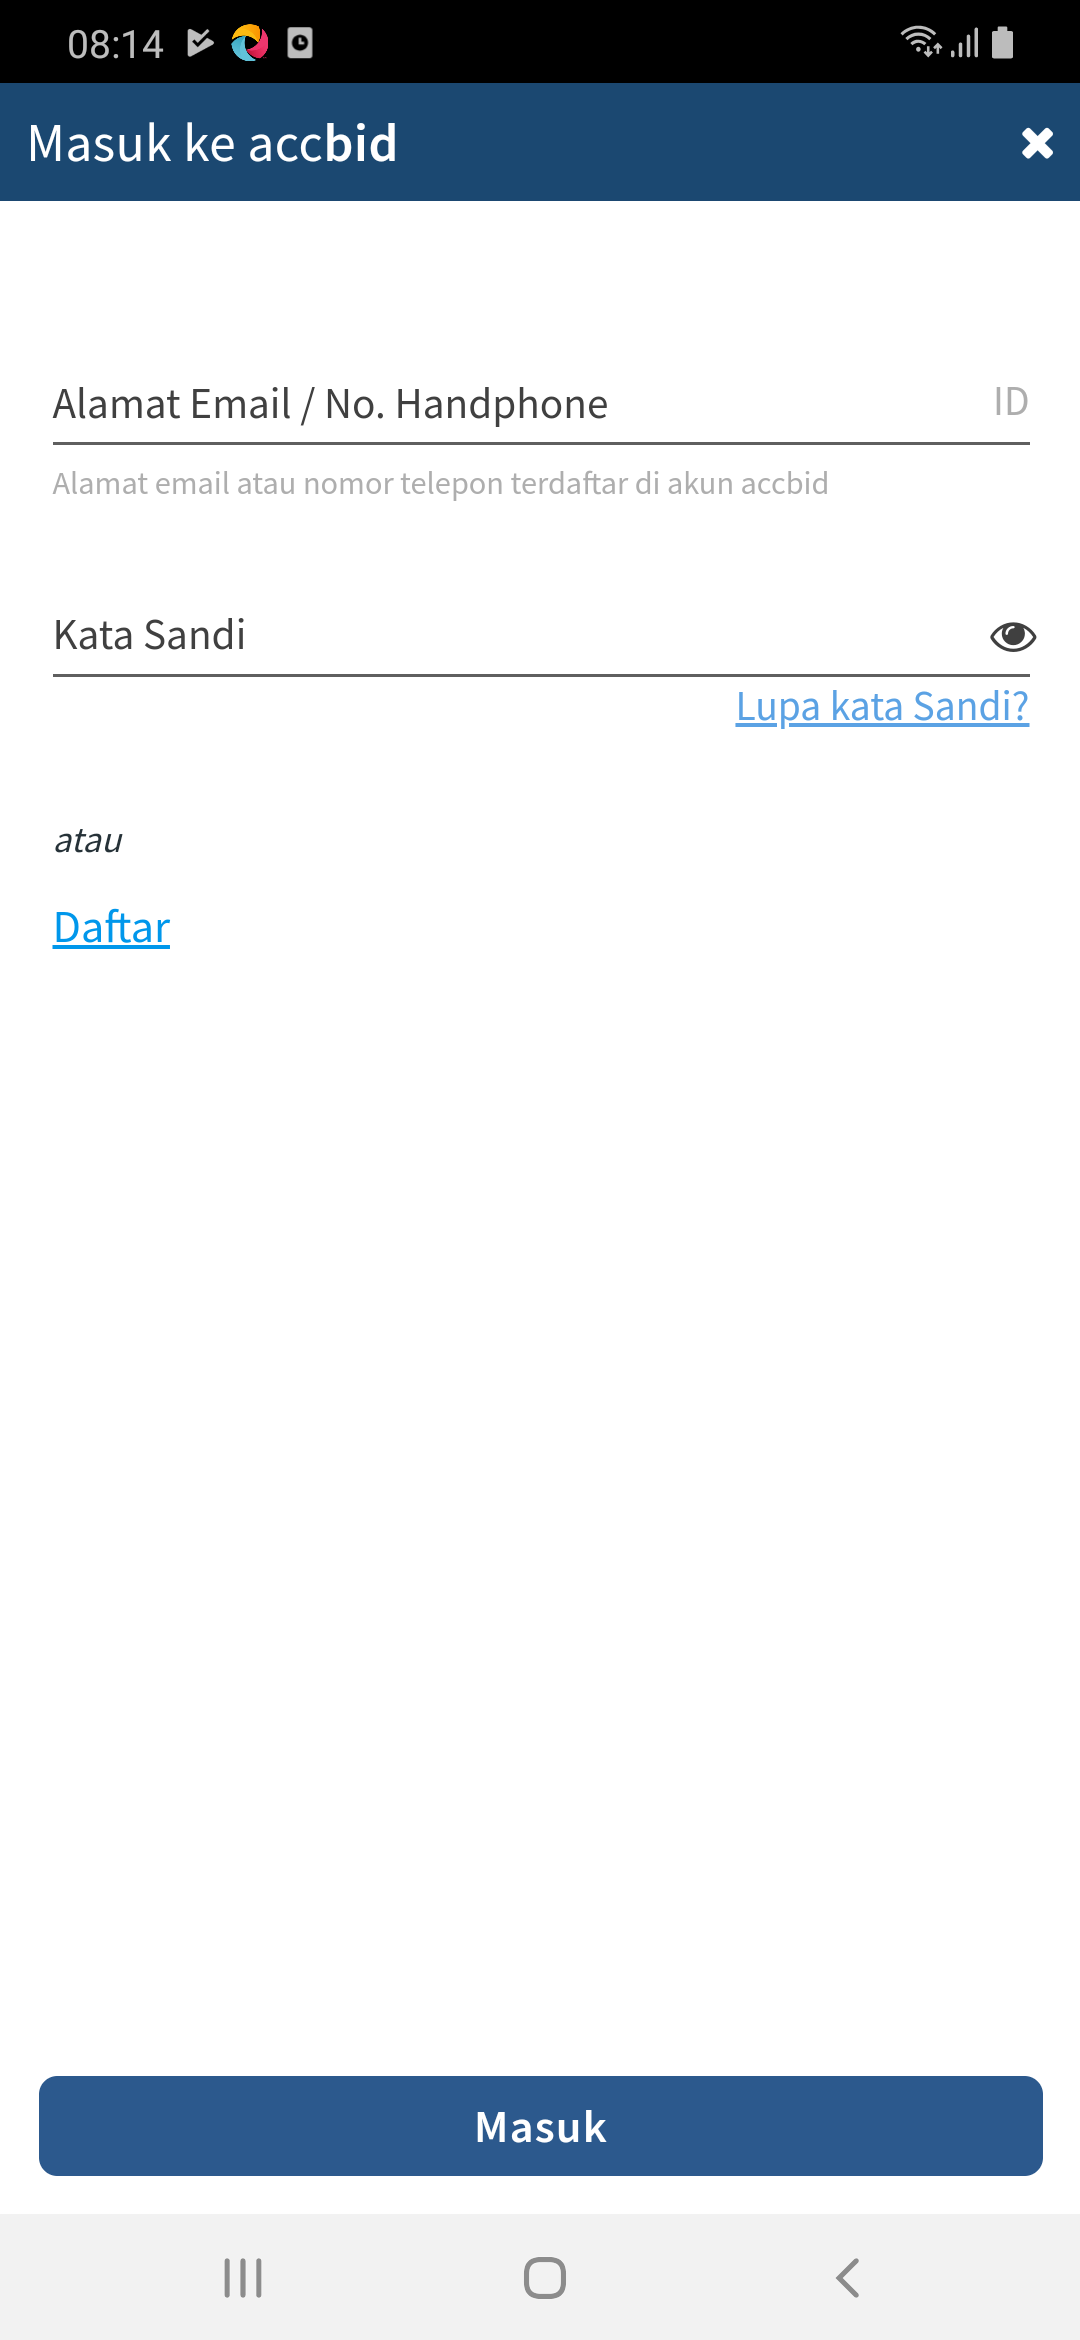 08:14
Masuk ke accbid
Alamat Email / No. Handphone ID
Alamat email atau nomor telepon terdaftar di akun accbid
Kata Sandi
Lupa kata Sandi?
atau
Daftar
Masuk